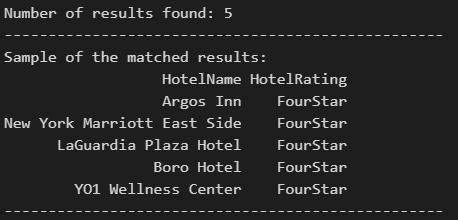 Number of results found: 5
-------------------------------------------------
Sample of the matched results:
HotelName HotelRating
Argos Inn FourStar
New York Marriott East Side FourStar
LaGuardia Plaza Hotel FourStar
Boro Hotel FourStar
YO1 Wellness Center FourStar
-------------------------------------------------